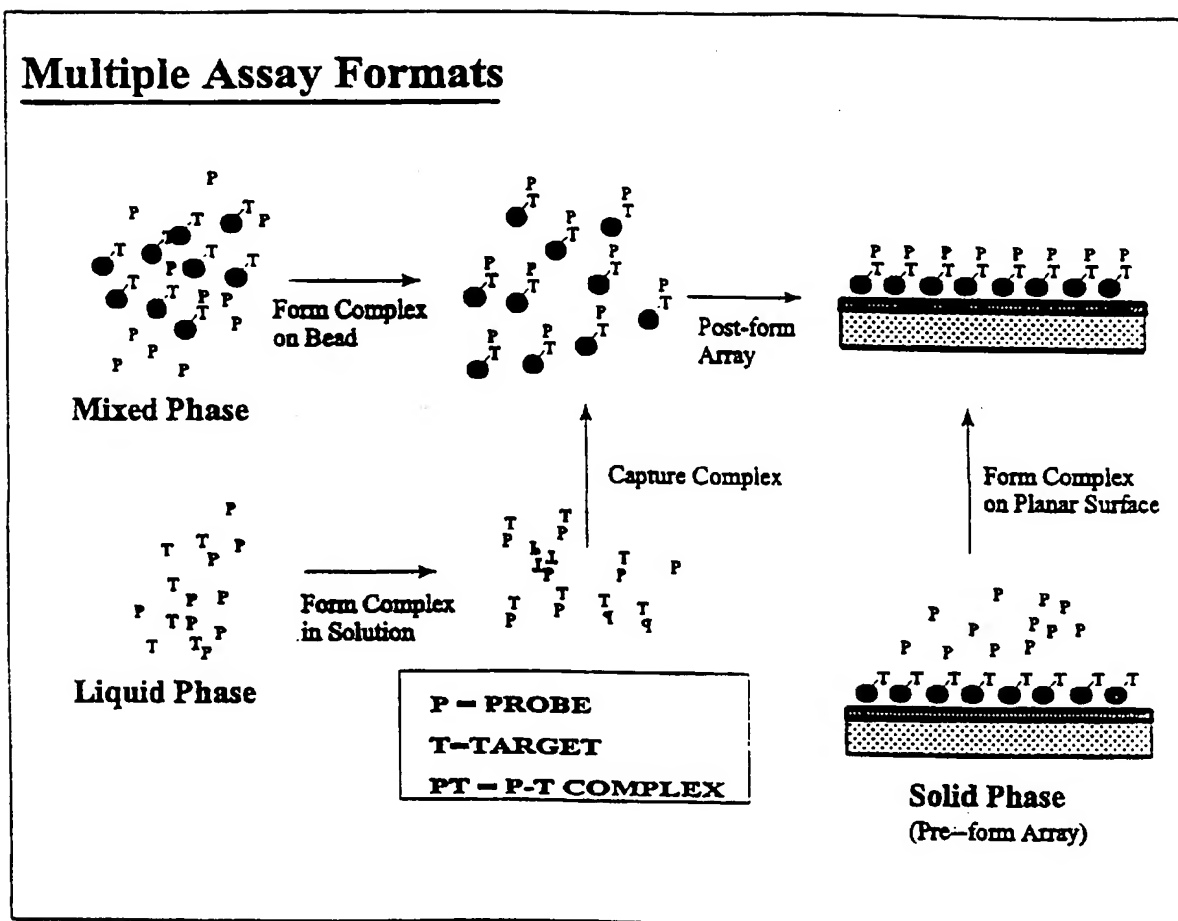 Multiple Assay Formats
P P T T P T T T T P T T P P T P P P P P P
P T P T P T P T P T P T P T P T P T P T P T
P P P P P P P P
T T T T T T T T
Form Complex
on Bead
Post-form
Array
Mixed Phase
Capture Complex
Form Complex
on Planar Surface
P T T P P T P P P T P T T P P
T P T P T P T P T P P T P T P T P T P
Form Complex
in Solution
P P P P P P P P P P P P
T T T T T T T T
Liquid Phase
P = PROBE
T=TARGET
PT = P-T COMPLEX
Solid Phase
(Pre-form Array)